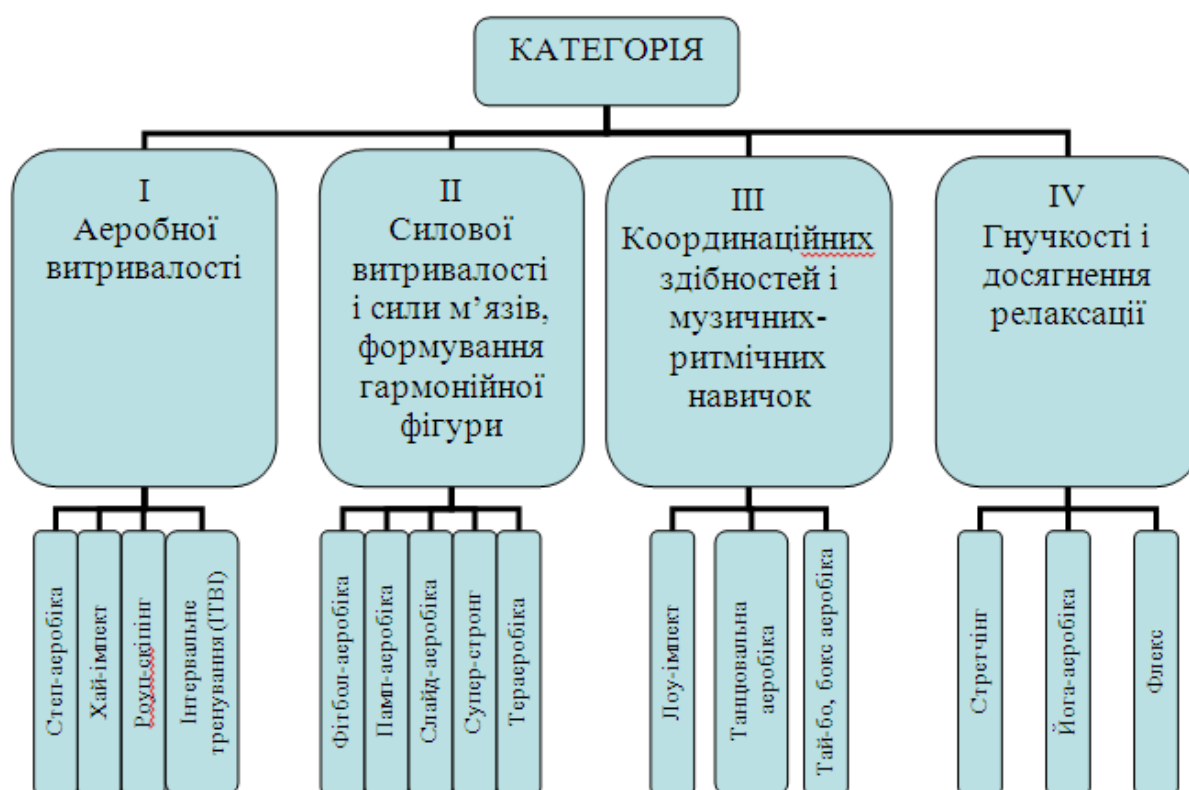 КАТЕГОРІЯ
I
Аеробної
витривалості
II
Силової
витривалості
і сили м’язів,
формування
гармонійної
фігури
III
Координаційних
здібностей і
музичних-
ритмічних
навичок
IV
Гнучкості і
досягнення
релаксації
Степ-аеробіка
Хай-імпект
Роуп-скіпінг
Інтервальне
тренування (ІТВІ)
Фітбол-аеробіка
Памп-аеробіка
Слайд-аеробіка
Супер-стронг
Тераеробіка
Лоу-імпект
Танцювальна
аеробіка
Тай-бо, бокс аеробіка
Стретчінг
Йога-аеробіка
Флекс